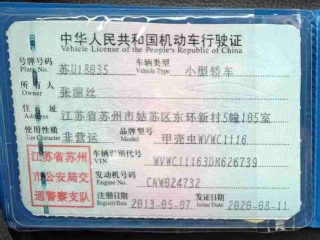 中华人民共和国机动车行驶证
Vehicle License of the People's Republic of China
号牌号码 苏U18035 车辆类型 小型轿车
Plate No. Vehicle Type
所有人 张丽丝
Owner
住址 江苏省苏州市姑苏区东环新村5幢105室
Address
使用性质 非营运 品牌型号 甲壳虫WVWC1116
Use Character Model
江苏省苏州
市公安局交
通警察支队
车辆识别代号 WVWC11163DK626739
VIN
发动机号码 CNW024732
Engine No.
注册日期 2013-05-07 发证日期 2020-08-11
Register Date Issue Date